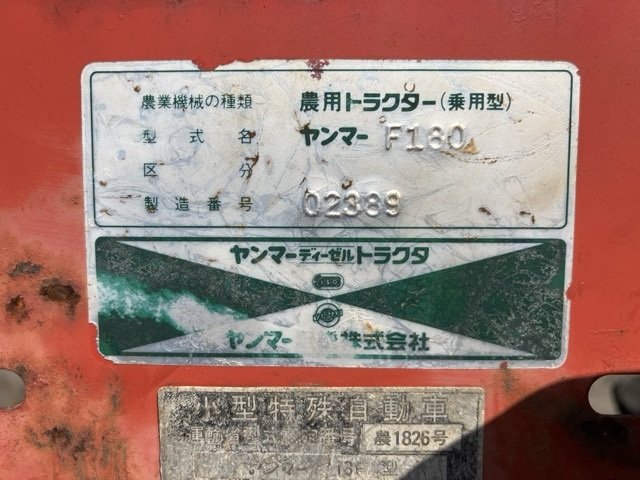 農業機械の種類 農用トラクター(乗用型)
型式名 ヤンマー F160
区分
製造番号 02389
ヤンマーディーゼルトラクタ
ヤンマー 株式会社
小型特殊自動車
農1826号
ヤンマー 型